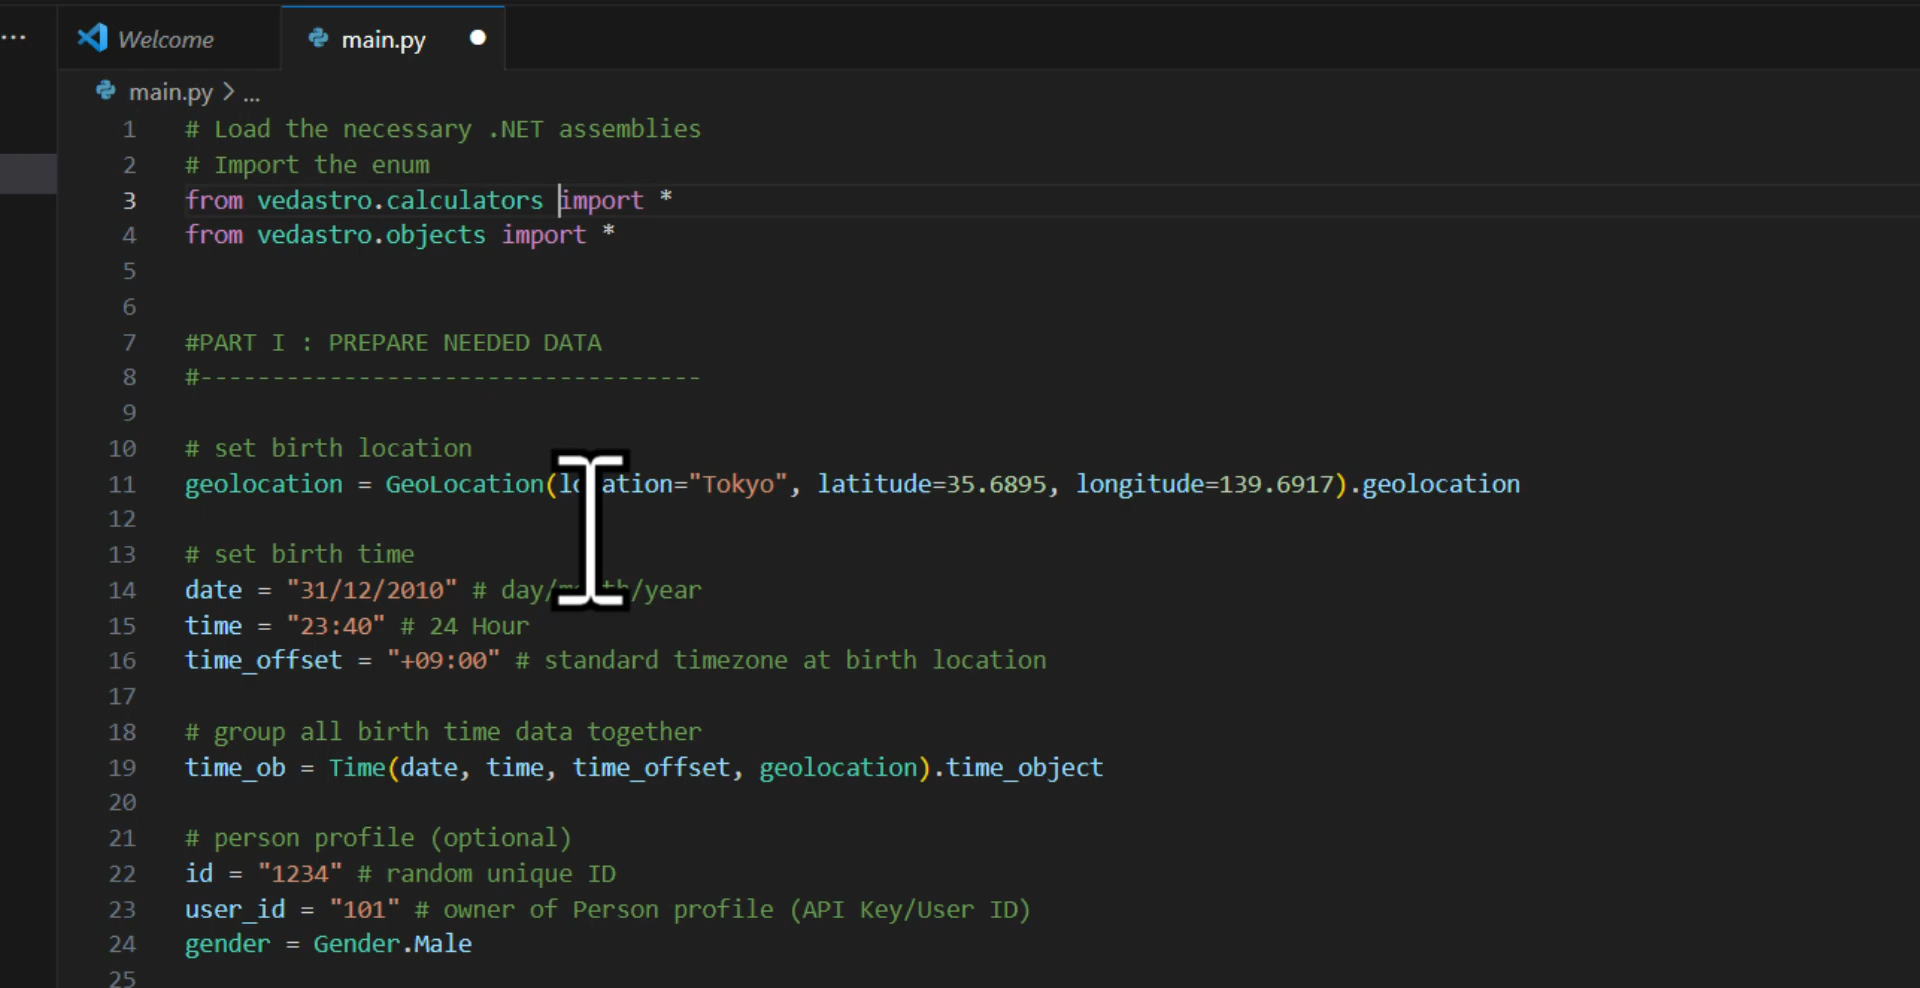 ... Welcome main.py
main.py > ...
1 # Load the necessary .NET assemblies
2 # Import the enum
3 from vedastro.calculators import *
4 from vedastro.objects import *
5
6
7 #PART I : PREPARE NEEDED DATA
8 #-----------------------------------
9
10 # set birth location
11 geolocation = GeoLocation(location="Tokyo", latitude=35.6895, longitude=139.6917).geolocation
12
13 # set birth time
14 date = "31/12/2010" # day/month/year
15 time = "23:40" # 24 Hour
16 time_offset = "+09:00" # standard timezone at birth location
17
18 # group all birth time data together
19 time_ob = Time(date, time, time_offset, geolocation).time_object
20
21 # person profile (optional)
22 id = "1234" # random unique ID
23 user_id = "101" # owner of Person profile (API Key/User ID)
24 gender = Gender.Male
25